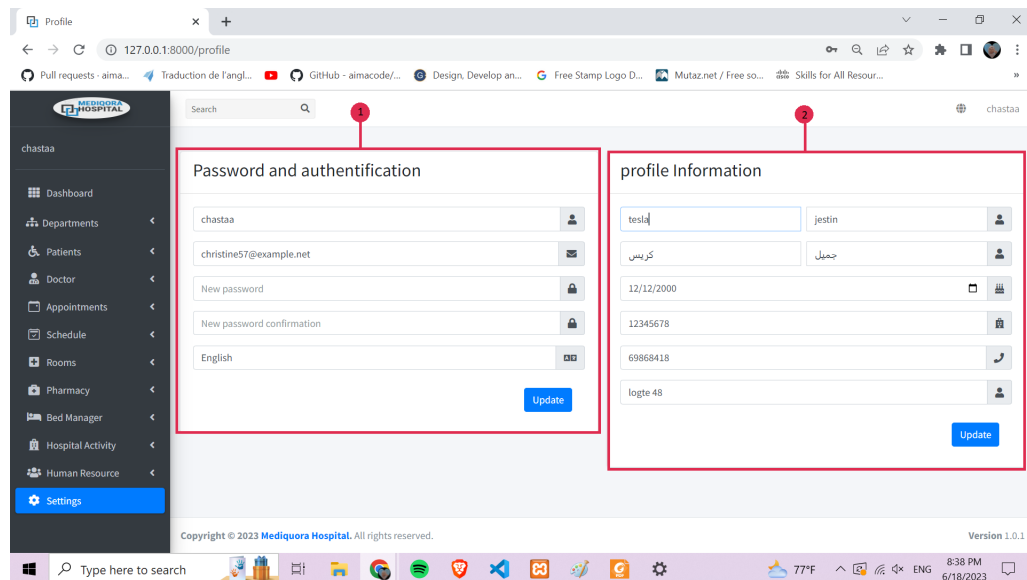 Profile
127.0.0.1:8000/profile
Pull requests · aima...
Traduction de l'angl...
GitHub - aimacode/...
Design, Develop an...
Free Stamp Logo D...
Mutaz.net / Free so...
Skills for All Resour...
»
MEDIQORA
HOSPITAL
Search
1
2
chastaa
chastaa
Dashboard
Departments
Patients
Doctor
Appointments
Schedule
Rooms
Pharmacy
Bed Manager
Hospital Activity
Human Resource
Settings
Password and authentification
chastaa
christine57@example.net
New password
New password confirmation
English
Update
profile Information
tesla
jestin
كريس
جميل
12/12/2000
12345678
69868418
logte 48
Update
Copyright © 2023 Mediquora Hospital. All rights reserved.
Version 1.0.1
Type here to search
77°F
ENG
8:38 PM
6/18/2023